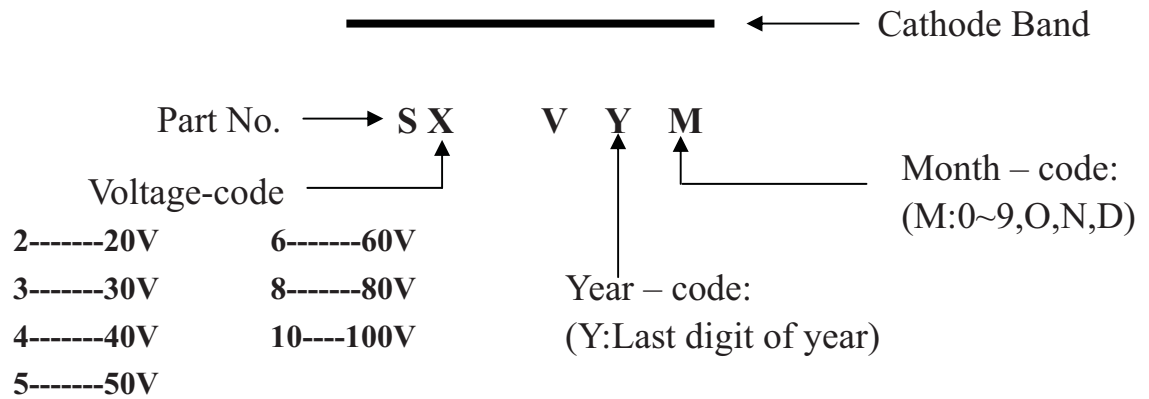 Cathode Band
Part No. S X V Y M
Voltage-code
Month – code:
(M:0~9,O,N,D)
2-------20V 6-------60V
3-------30V 8-------80V
4-------40V 10----100V
5-------50V
Year – code:
(Y:Last digit of year)